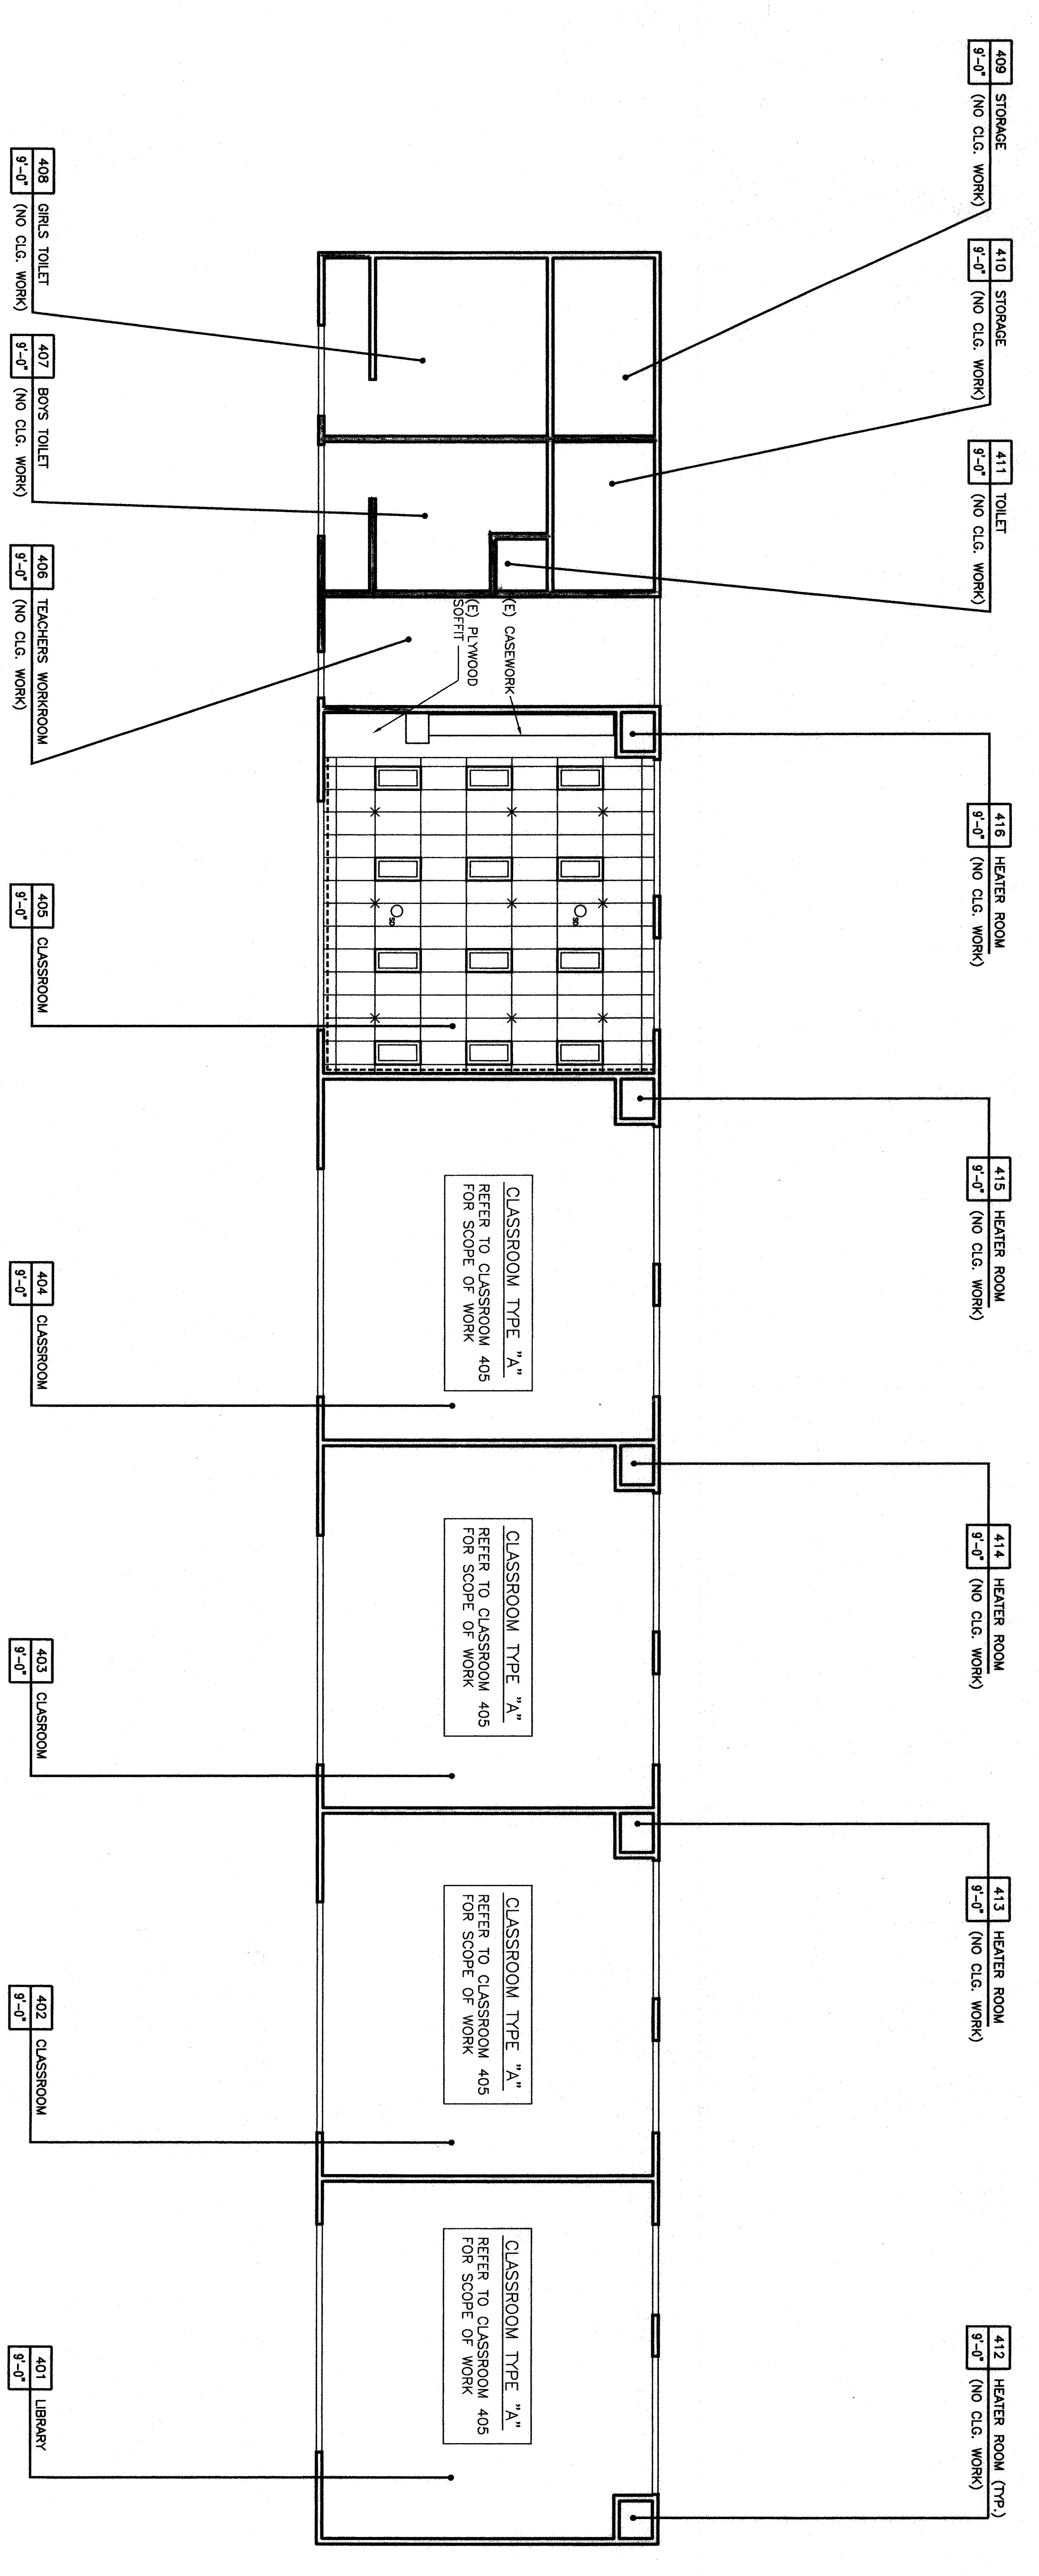 409 STORAGE
9'-0" (NO CLG. WORK)
410 STORAGE
9'-0" (NO CLG. WORK)
411 TOILET
9'-0" (NO CLG. WORK)
416 HEATER ROOM
9'-0" (NO CLG. WORK)
415 HEATER ROOM
9'-0" (NO CLG. WORK)
414 HEATER ROOM
9'-0" (NO CLG. WORK)
413 HEATER ROOM
9'-0" (NO CLG. WORK)
412 HEATER ROOM (TYP.)
9'-0" (NO CLG. WORK)
(E) CASEWORK
(E) PLYWOOD
SOFFIT
SD
SD
CLASSROOM TYPE "A"
REFER TO CLASSROOM 405
FOR SCOPE OF WORK
CLASSROOM TYPE "A"
REFER TO CLASSROOM 405
FOR SCOPE OF WORK
CLASSROOM TYPE "A"
REFER TO CLASSROOM 405
FOR SCOPE OF WORK
CLASSROOM TYPE "A"
REFER TO CLASSROOM 405
FOR SCOPE OF WORK
408 GIRLS TOILET
9'-0" (NO CLG. WORK)
407 BOYS TOILET
9'-0" (NO CLG. WORK)
406 TEACHERS WORKROOM
9'-0" (NO CLG. WORK)
405 CLASSROOM
9'-0"
404 CLASSROOM
9'-0"
403 CLASROOM
9'-0"
402 CLASSROOM
9'-0"
401 LIBRARY
9'-0"